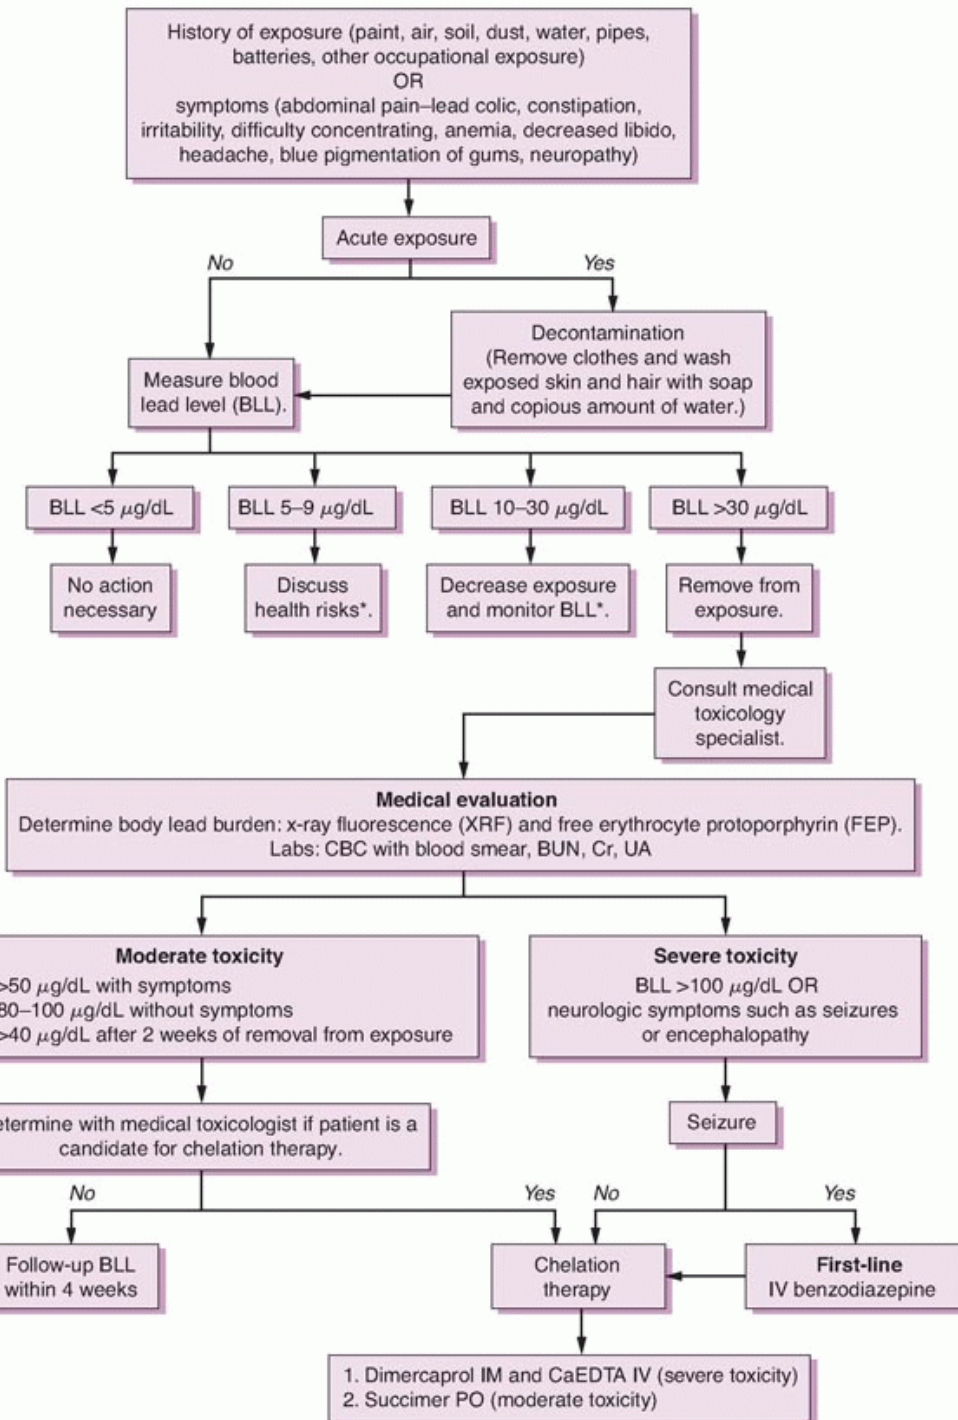 History of exposure (paint, air, soil, dust, water, pipes,
batteries, other occupational exposure)
OR
symptoms (abdominal pain–lead colic, constipation,
irritability, difficulty concentrating, anemia, decreased libido,
headache, blue pigmentation of gums, neuropathy)
Acute exposure
No
Yes
Decontamination
(Remove clothes and wash
exposed skin and hair with soap
and copious amount of water.)
Measure blood
lead level (BLL).
BLL <5 μg/dL
BLL 5–9 μg/dL
BLL 10–30 μg/dL
BLL >30 μg/dL
No action
necessary
Discuss
health risks*.
Decrease exposure
and monitor BLL*.
Remove from
exposure.
Consult medical
toxicology
specialist.
Medical evaluation
Determine body lead burden: x-ray fluorescence (XRF) and free erythrocyte protoporphyrin (FEP).
Labs: CBC with blood smear, BUN, Cr, UA
Moderate toxicity
>50 μg/dL with symptoms
80–100 μg/dL without symptoms
>40 μg/dL after 2 weeks of removal from exposure
Severe toxicity
BLL >100 μg/dL OR
neurologic symptoms such as seizures
or encephalopathy
etermine with medical toxicologist if patient is a
candidate for chelation therapy.
Seizure
No
Yes
No
Yes
Follow-up BLL
within 4 weeks
Chelation
therapy
First-line
IV benzodiazepine
1. Dimercaprol IM and CaEDTA IV (severe toxicity)
2. Succimer PO (moderate toxicity)